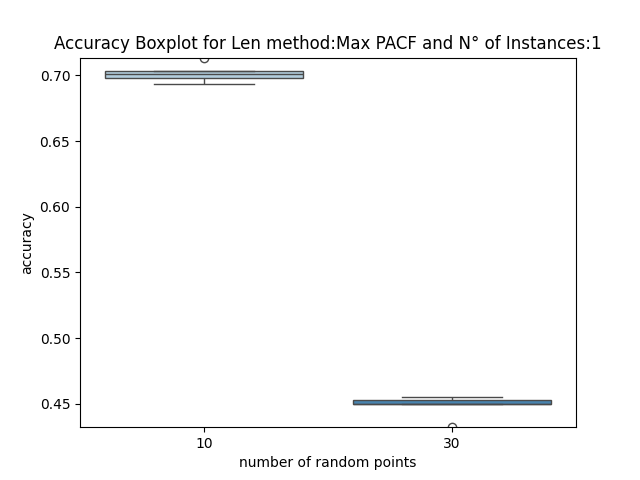 Accuracy Boxplot for Len method:Max PACF and N° of Instances:1
0.70
0.65
0.60
0.55
0.50
0.45
accuracy
10 30
number of random points